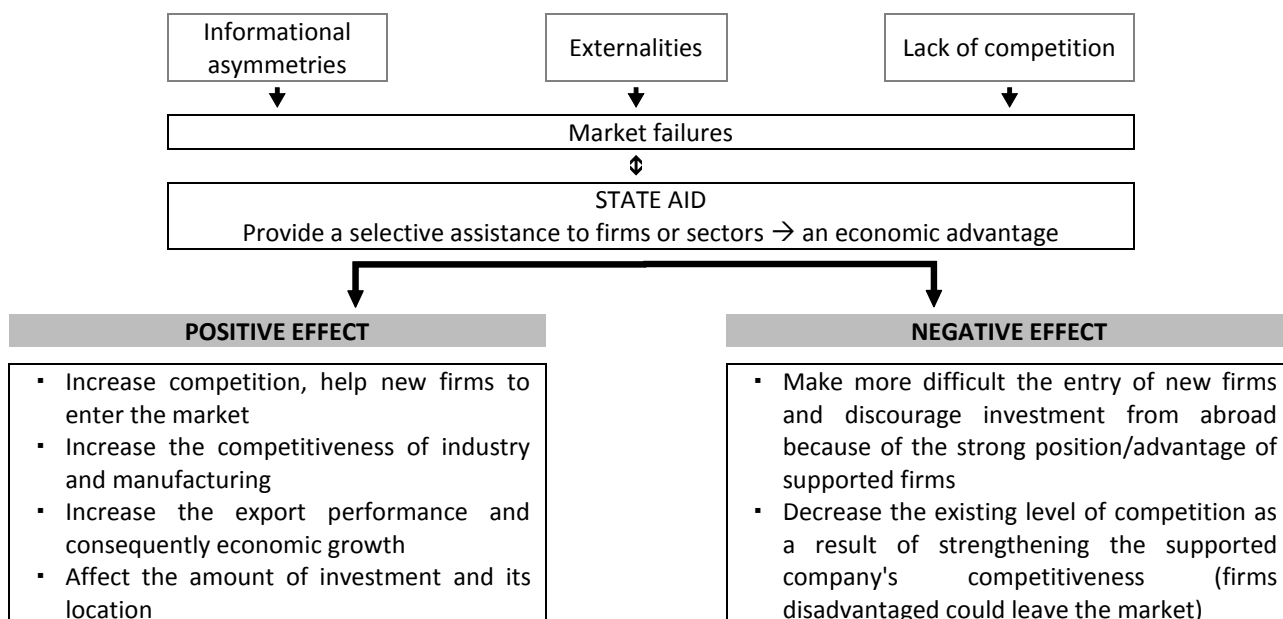 Informational
asymmetries
Externalities
Lack of competition
Market failures
STATE AID
Provide a selective assistance to firms or sectors → an economic advantage
POSITIVE EFFECT
▪ Increase competition, help new firms to
enter the market
▪ Increase the competitiveness of industry
and manufacturing
▪ Increase the export performance and
consequently economic growth
▪ Affect the amount of investment and its
location
NEGATIVE EFFECT
▪ Make more difficult the entry of new firms
and discourage investment from abroad
because of the strong position/advantage of
supported firms
▪ Decrease the existing level of competition as
a result of strengthening the supported
company's competitiveness (firms
disadvantaged could leave the market)